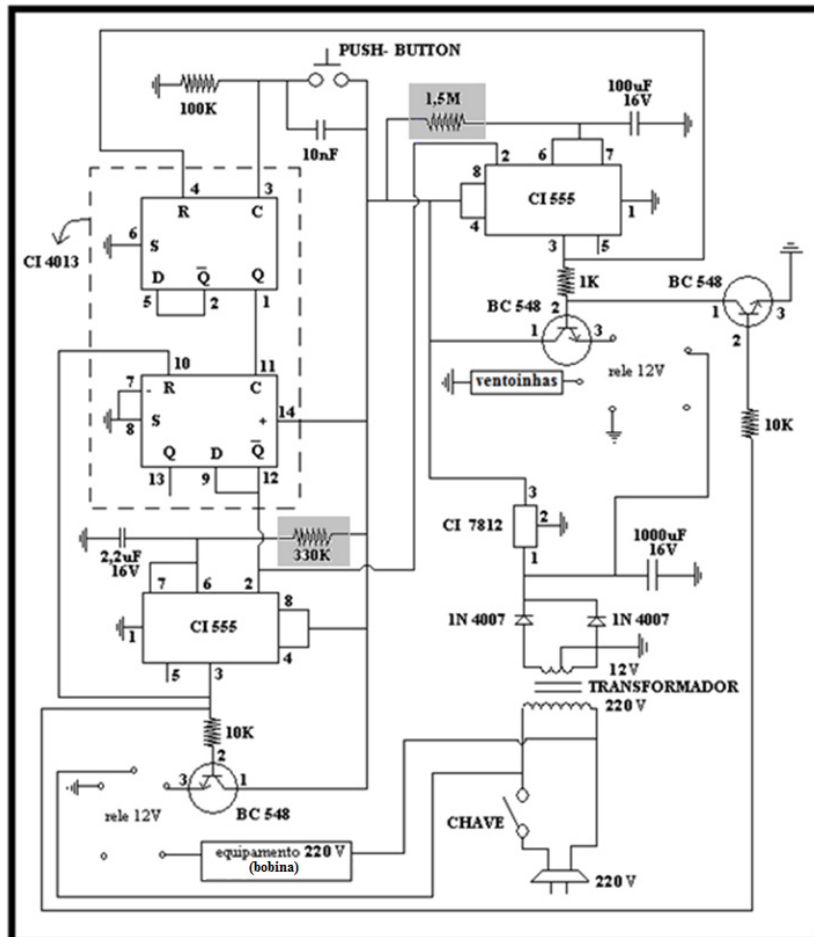 PUSH- BUTTON
100K
10nF
1,5M
100uF
16V
4 3
R C
6 S
D Q Q
5 2 1
CI 4013
2 6 7
8
CI 555
1
4
3 5
1K
BC 548
2
1 3
BC 548
1 3
2
rele 12V
ventoinhas
10K
10 11
7 - R C
14
8 S +
Q D Q
13 9 12
2,2uF
16V
330K
7 6 2
8
1 CI 555
4
5 3
10K
2
3 1
BC 548
rele 12V
equipamento 220 V
(bobina)
3
CI 7812 2
1
1000uF
16V
1N 4007 1N 4007
12V
TRANSFORMADOR
220 V
CHAVE
220 V